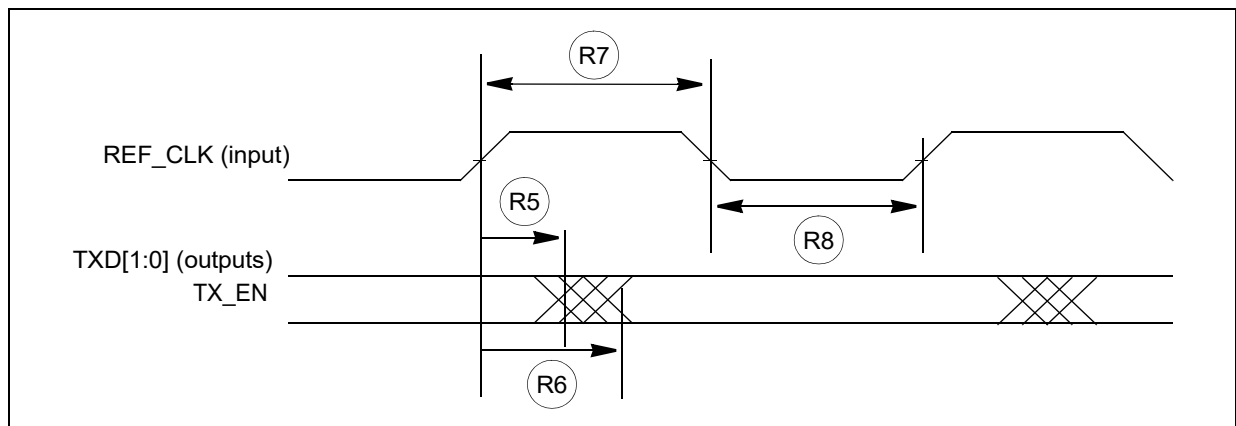 R7
REF_CLK (input)
R5
R8
TXD[1:0] (outputs)
TX_EN
R6